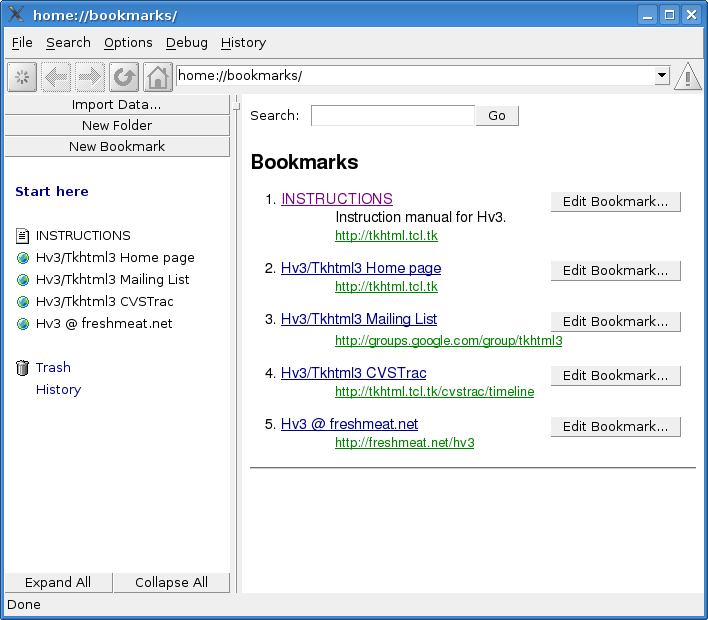 home://bookmarks/
File Search Options Debug History
home://bookmarks/
Import Data...
New Folder
New Bookmark
Start here
INSTRUCTIONS
Hv3/Tkhtml3 Home page
Hv3/Tkhtml3 Mailing List
Hv3/Tkhtml3 CVSTrac
Hv3 @ freshmeat.net
Trash
History
Expand All Collapse All
Search: Go
Bookmarks
1. INSTRUCTIONS Edit Bookmark...
Instruction manual for Hv3.
http://tkhtml.tcl.tk
2. Hv3/Tkhtml3 Home page Edit Bookmark...
http://tkhtml.tcl.tk
3. Hv3/Tkhtml3 Mailing List Edit Bookmark...
http://groups.google.com/group/tkhtml3
4. Hv3/Tkhtml3 CVSTrac Edit Bookmark...
http://tkhtml.tcl.tk/cvstrac/timeline
5. Hv3 @ freshmeat.net Edit Bookmark...
http://freshmeat.net/hv3
Done